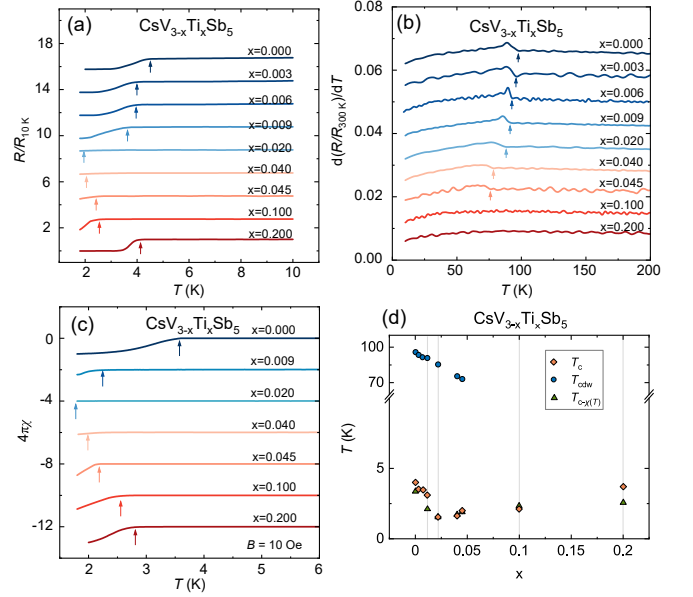 (a)
CsV3-xTixSb5
x=0.000
x=0.003
x=0.006
x=0.009
x=0.020
x=0.040
x=0.045
x=0.100
x=0.200
16
12
8
4
2
R/R10 K
2
4
6
8
10
T (K)
(b)
CsV3-xTixSb5
x=0.000
x=0.003
x=0.006
x=0.009
x=0.020
x=0.040
x=0.045
x=0.100
x=0.200
0.08
0.06
0.04
0.02
0.00
d(R/R300 K)/dT
0
50
100
150
200
T (K)
(c)
CsV3-xTixSb5
x=0.000
x=0.009
x=0.020
x=0.040
x=0.045
x=0.100
x=0.200
0
-4
-8
-12
4πχ
B = 10 Oe
2
3
4
5
6
T (K)
(d)
CsV3-xTixSb5
Tc
Tcdw
Tc-χ(T)
100
70
5
0
T (K)
0
0.05
0.1
0.15
0.2
x